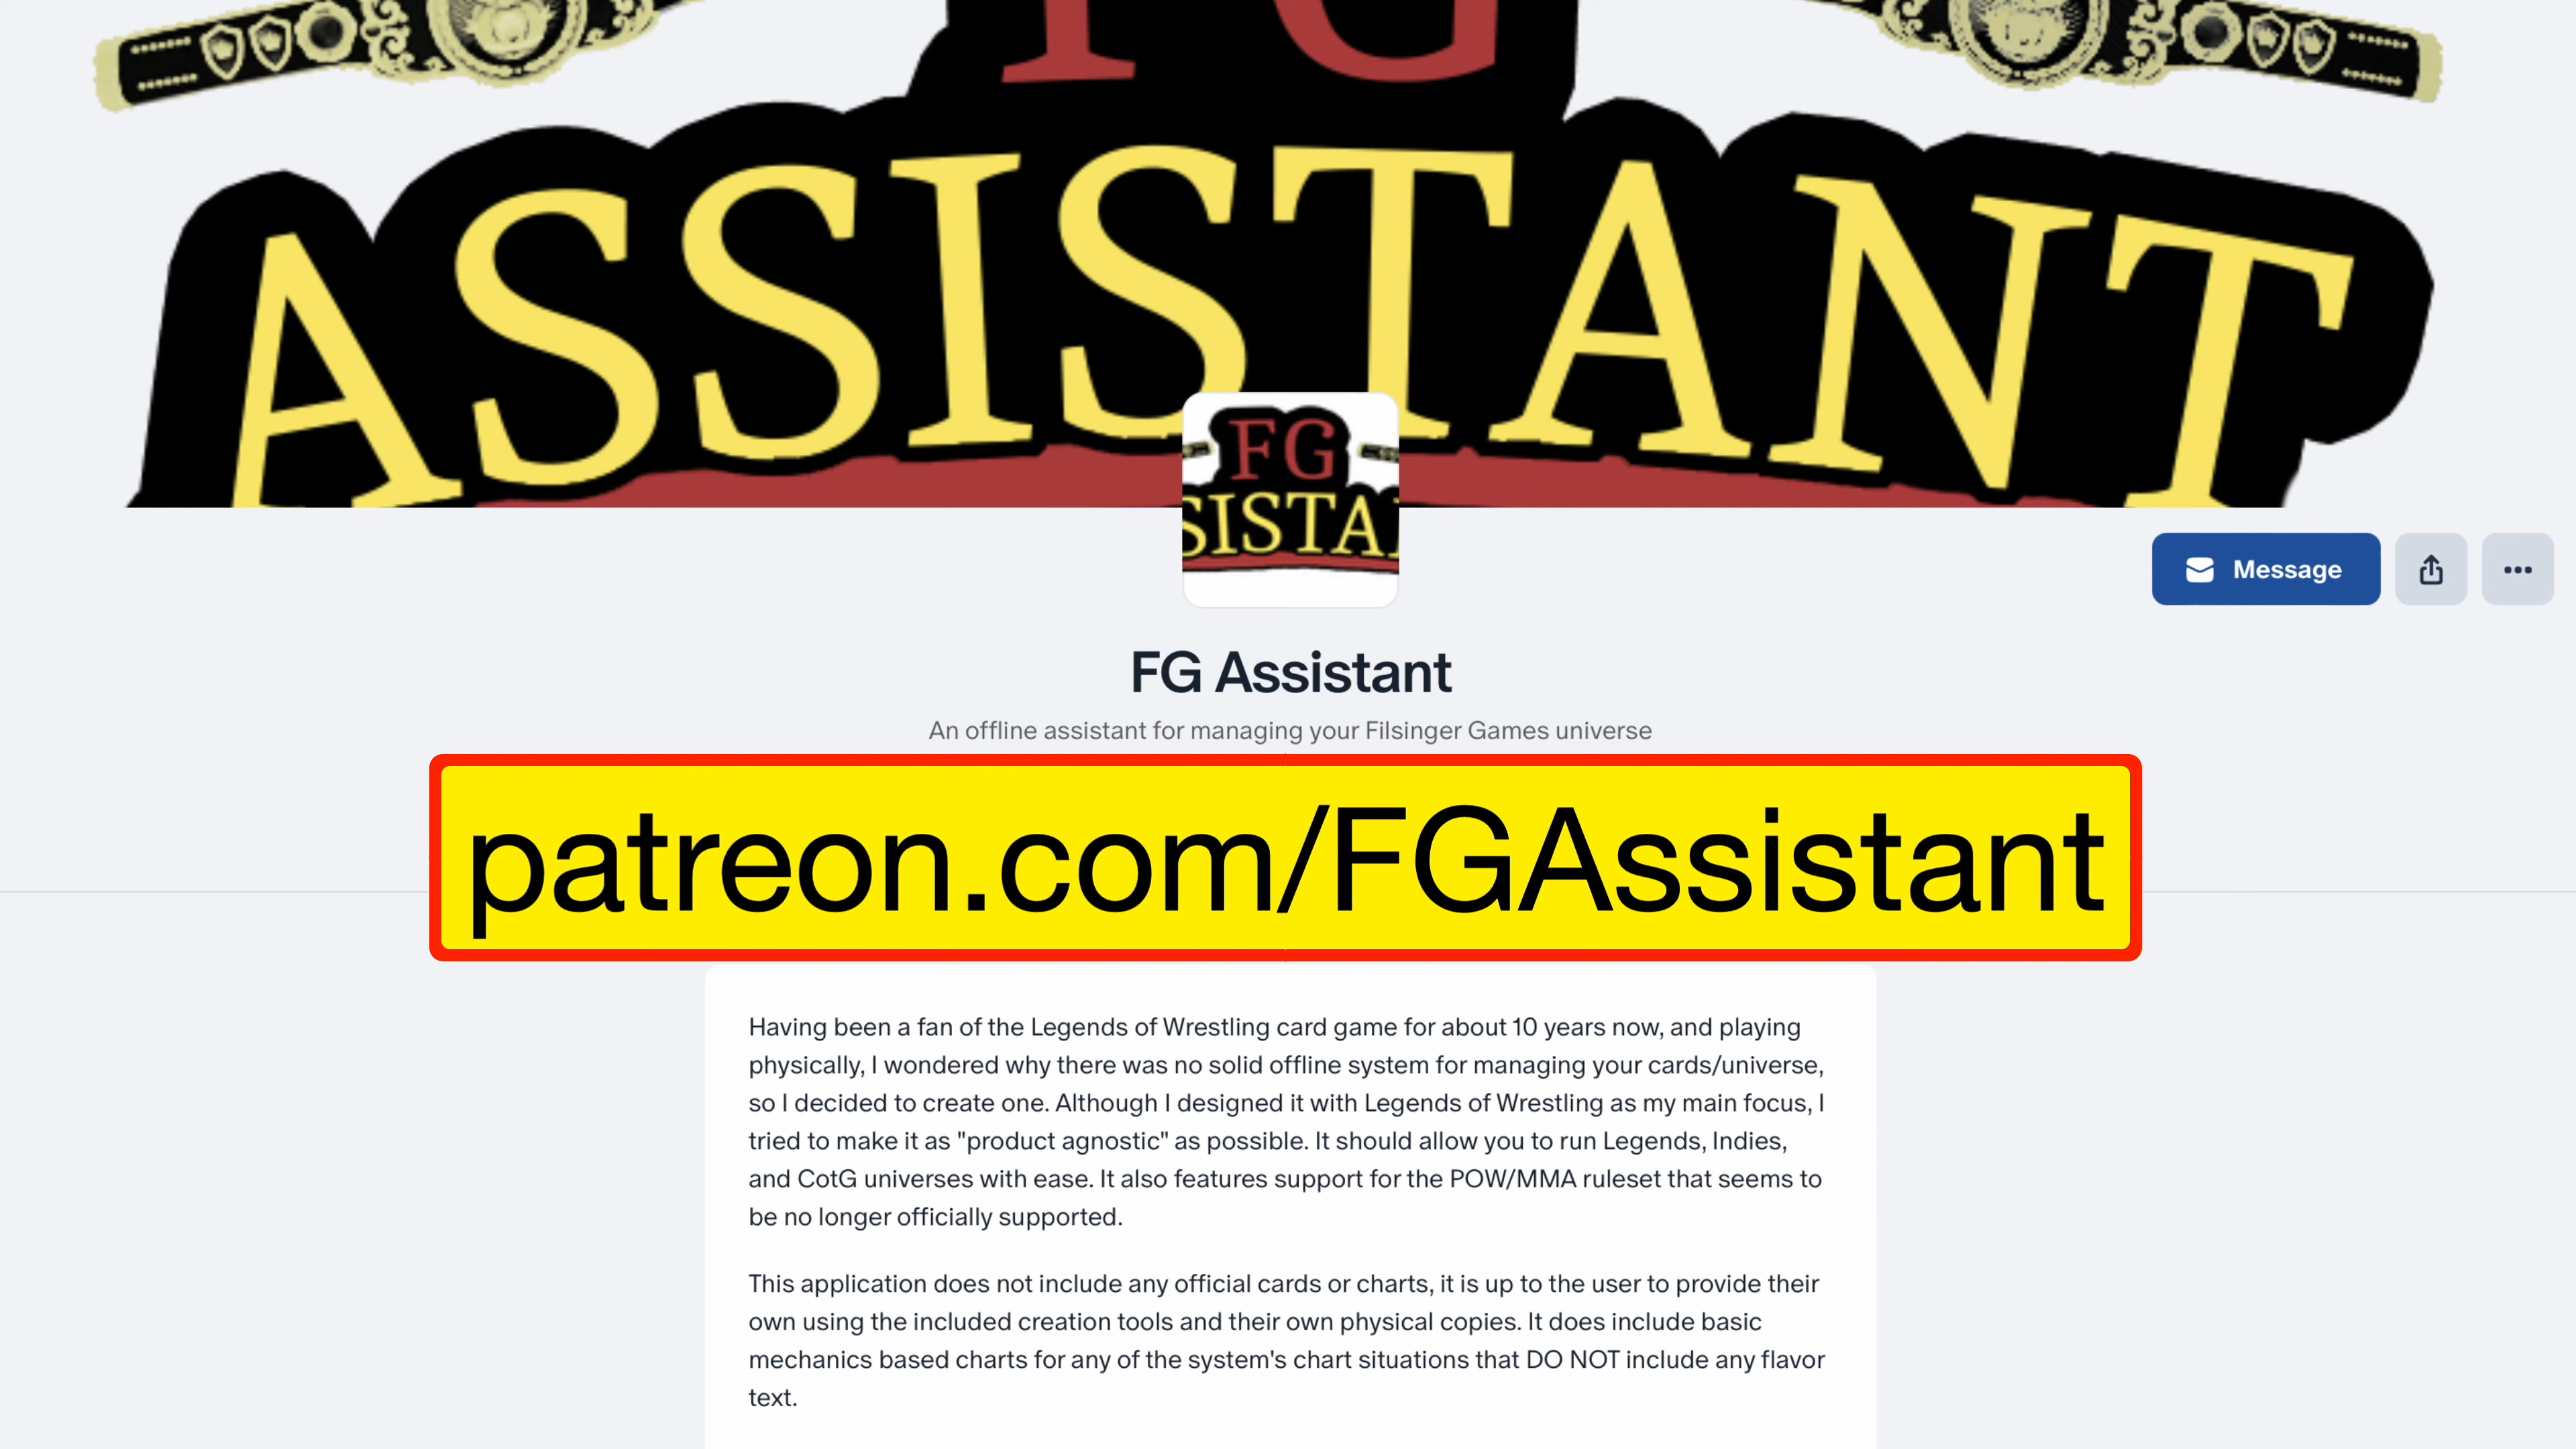 FG
ASSISTANT
FG
SISTA
Message
FG Assistant
An offline assistant for managing your Filsinger Games universe
patreon.com/FGAssistant
Having been a fan of the Legends of Wrestling card game for about 10 years now, and playing
physically, I wondered why there was no solid offline system for managing your cards/universe,
so I decided to create one. Although I designed it with Legends of Wrestling as my main focus, I
tried to make it as "product agnostic" as possible. It should allow you to run Legends, Indies,
and CotG universes with ease. It also features support for the POW/MMA ruleset that seems to
be no longer officially supported.
This application does not include any official cards or charts, it is up to the user to provide their
own using the included creation tools and their own physical copies. It does include basic
mechanics based charts for any of the system's chart situations that DO NOT include any flavor
text.